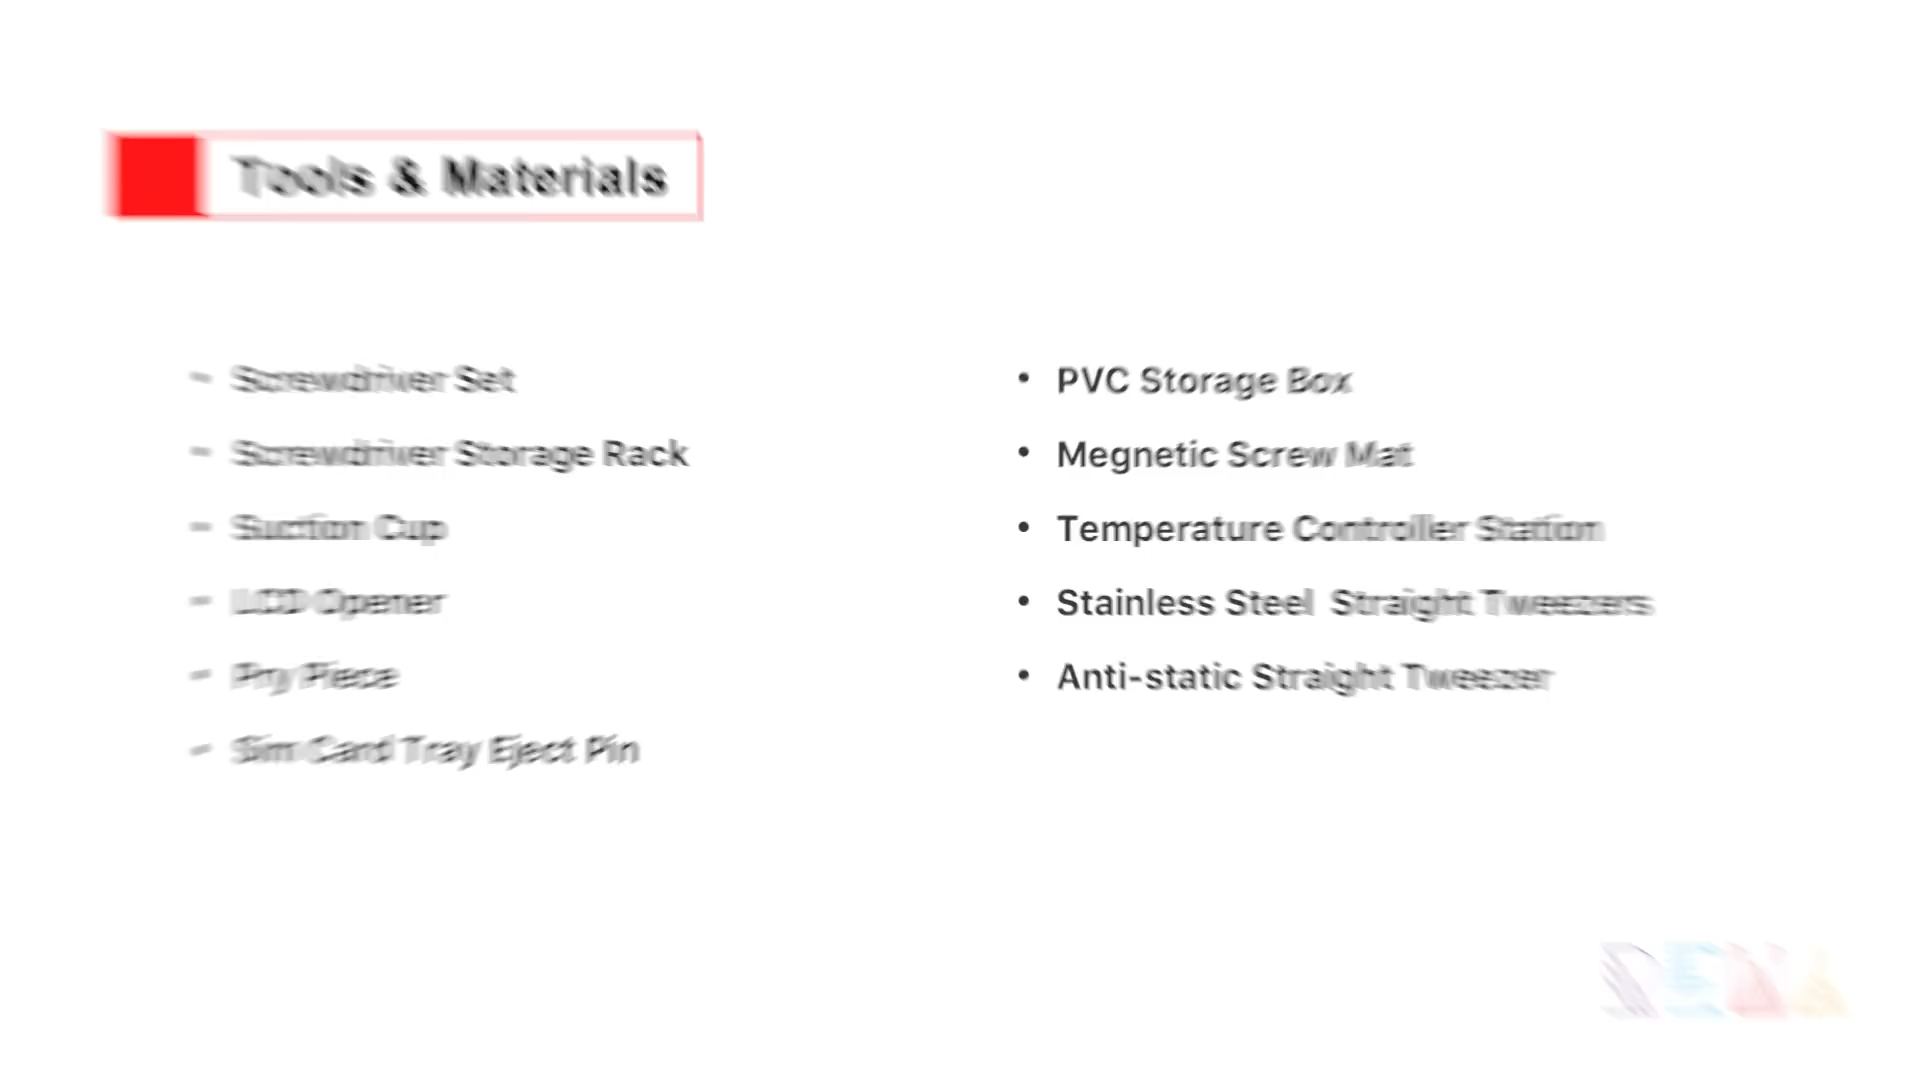 Tools & Materials
Screwdriver Set
Screwdriver Storage Rack
Suction Cup
LCD Opener
Pry Piece
Sim Card Tray Eject Pin
• PVC Storage Box
• Megnetic Screw Mat
• Temperature Controller Station
• Stainless Steel Straight Tweezers
• Anti-static Straight Tweezer